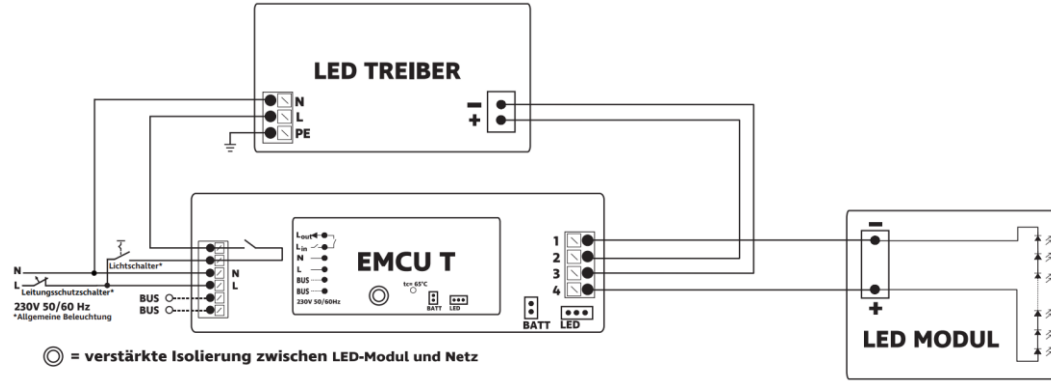 LED TREIBER
N
L
PE
−
+
Lout
Lin
N
L
BUS
BUS
230V 50/60Hz
EMCU T
tc= 65°C
BATT
LED
1
2
3
4
BATT
LED
N
L
Lichtschalter*
N
L
Leitungsschutzschalter*
230V 50/60 Hz
*Allgemeine Beleuchtung
BUS
BUS
−
+
LED MODUL
= verstärkte Isolierung zwischen LED-Modul und Netz